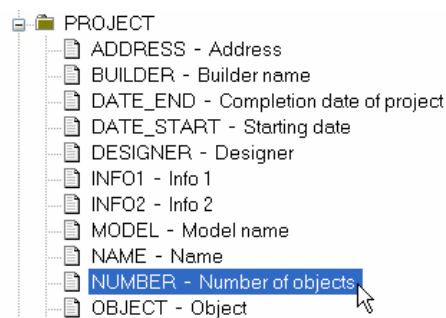 PROJECT
ADDRESS - Address
BUILDER - Builder name
DATE_END - Completion date of project
DATE_START - Starting date
DESIGNER - Designer
INFO1 - Info 1
INFO2 - Info 2
MODEL - Model name
NAME - Name
NUMBER - Number of objects
OBJECT - Object